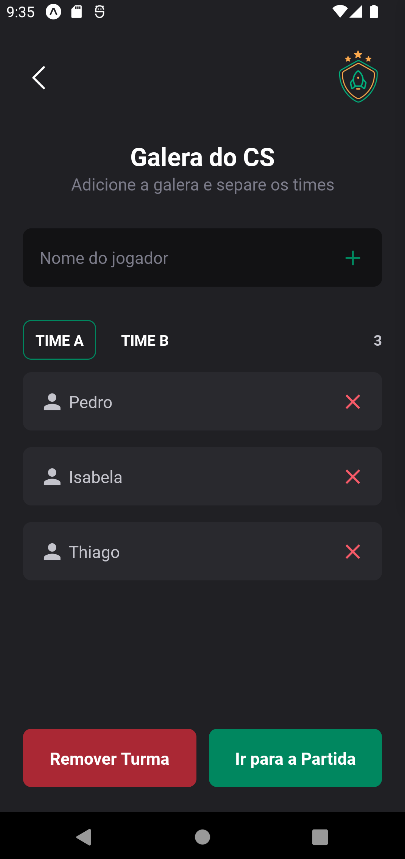 9:35
Galera do CS
Adicione a galera e separe os times
Nome do jogador
TIME A TIME B 3
Pedro
Isabela
Thiago
Remover Turma Ir para a Partida